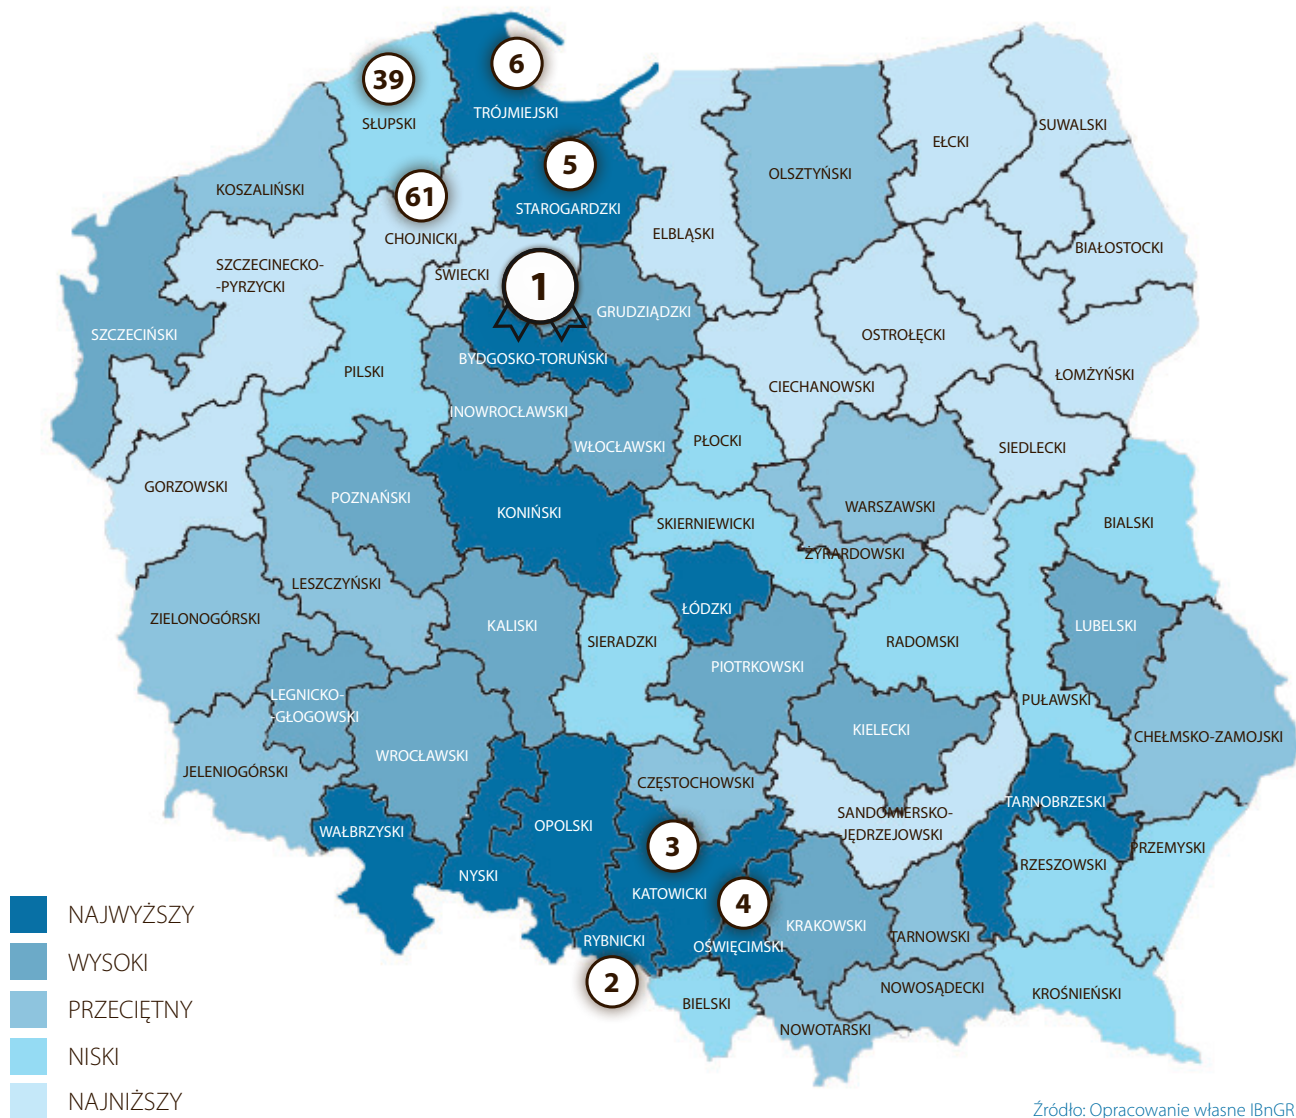 6
39
TRÓJMIEJSKI
SŁUPSKI
SUWALSKI
EŁCKI
5
OLSZTYŃSKI
KOSZALIŃSKI
61
STAROGARDZKI
ELBLĄSKI
CHOJNICKI
BIAŁOSTOCKI
SZCZECINECKO-
-PYRZYCKI
ŚWIECKI
1
GRUDZIĄDZKI
SZCZECIŃSKI
OSTROŁĘCKI
BYDGOSKO-TORUŃSKI
PILSKI
ŁOMŻYŃSKI
CIECHANOWSKI
INOWROCŁAWSKI
PŁOCKI
WŁOCŁAWSKI
SIEDLECKI
GORZOWSKI
POZNAŃSKI
KONIŃSKI
WARSZAWSKI
SKIERNIEWICKI
BIALSKI
ŻYRARDOWSKI
LESZCZYŃSKI
ŁÓDZKI
ZIELONOGÓRSKI
KALISKI
LUBELSKI
SIERADZKI
RADOMSKI
PIOTRKOWSKI
LEGNICKO-
-GŁOGOWSKI
PUŁAWSKI
KIELECKI
CHEŁMSKO-ZAMOJSKI
WROCŁAWSKI
JELENIOGÓRSKI
CZĘSTOCHOWSKI
TARNOBRZESKI
SANDOMIERSKO-
-JĘDRZEJOWSKI
OPOLSKI
WAŁBRZYSKI
3
PRZEMYSKI
RZESZOWSKI
NYSKI
KATOWICKI
4
NAJWYŻSZY
KRAKOWSKI
RYBNICKI
OŚWIĘCIMSKI
TARNOWSKI
WYSOKI
2
NOWOSĄDECKI
KROŚNIEŃSKI
BIELSKI
PRZECIĘTNY
NOWOTARSKI
NISKI
NAJNIŻSZY
Źródło: Opracowanie własne IBnGR